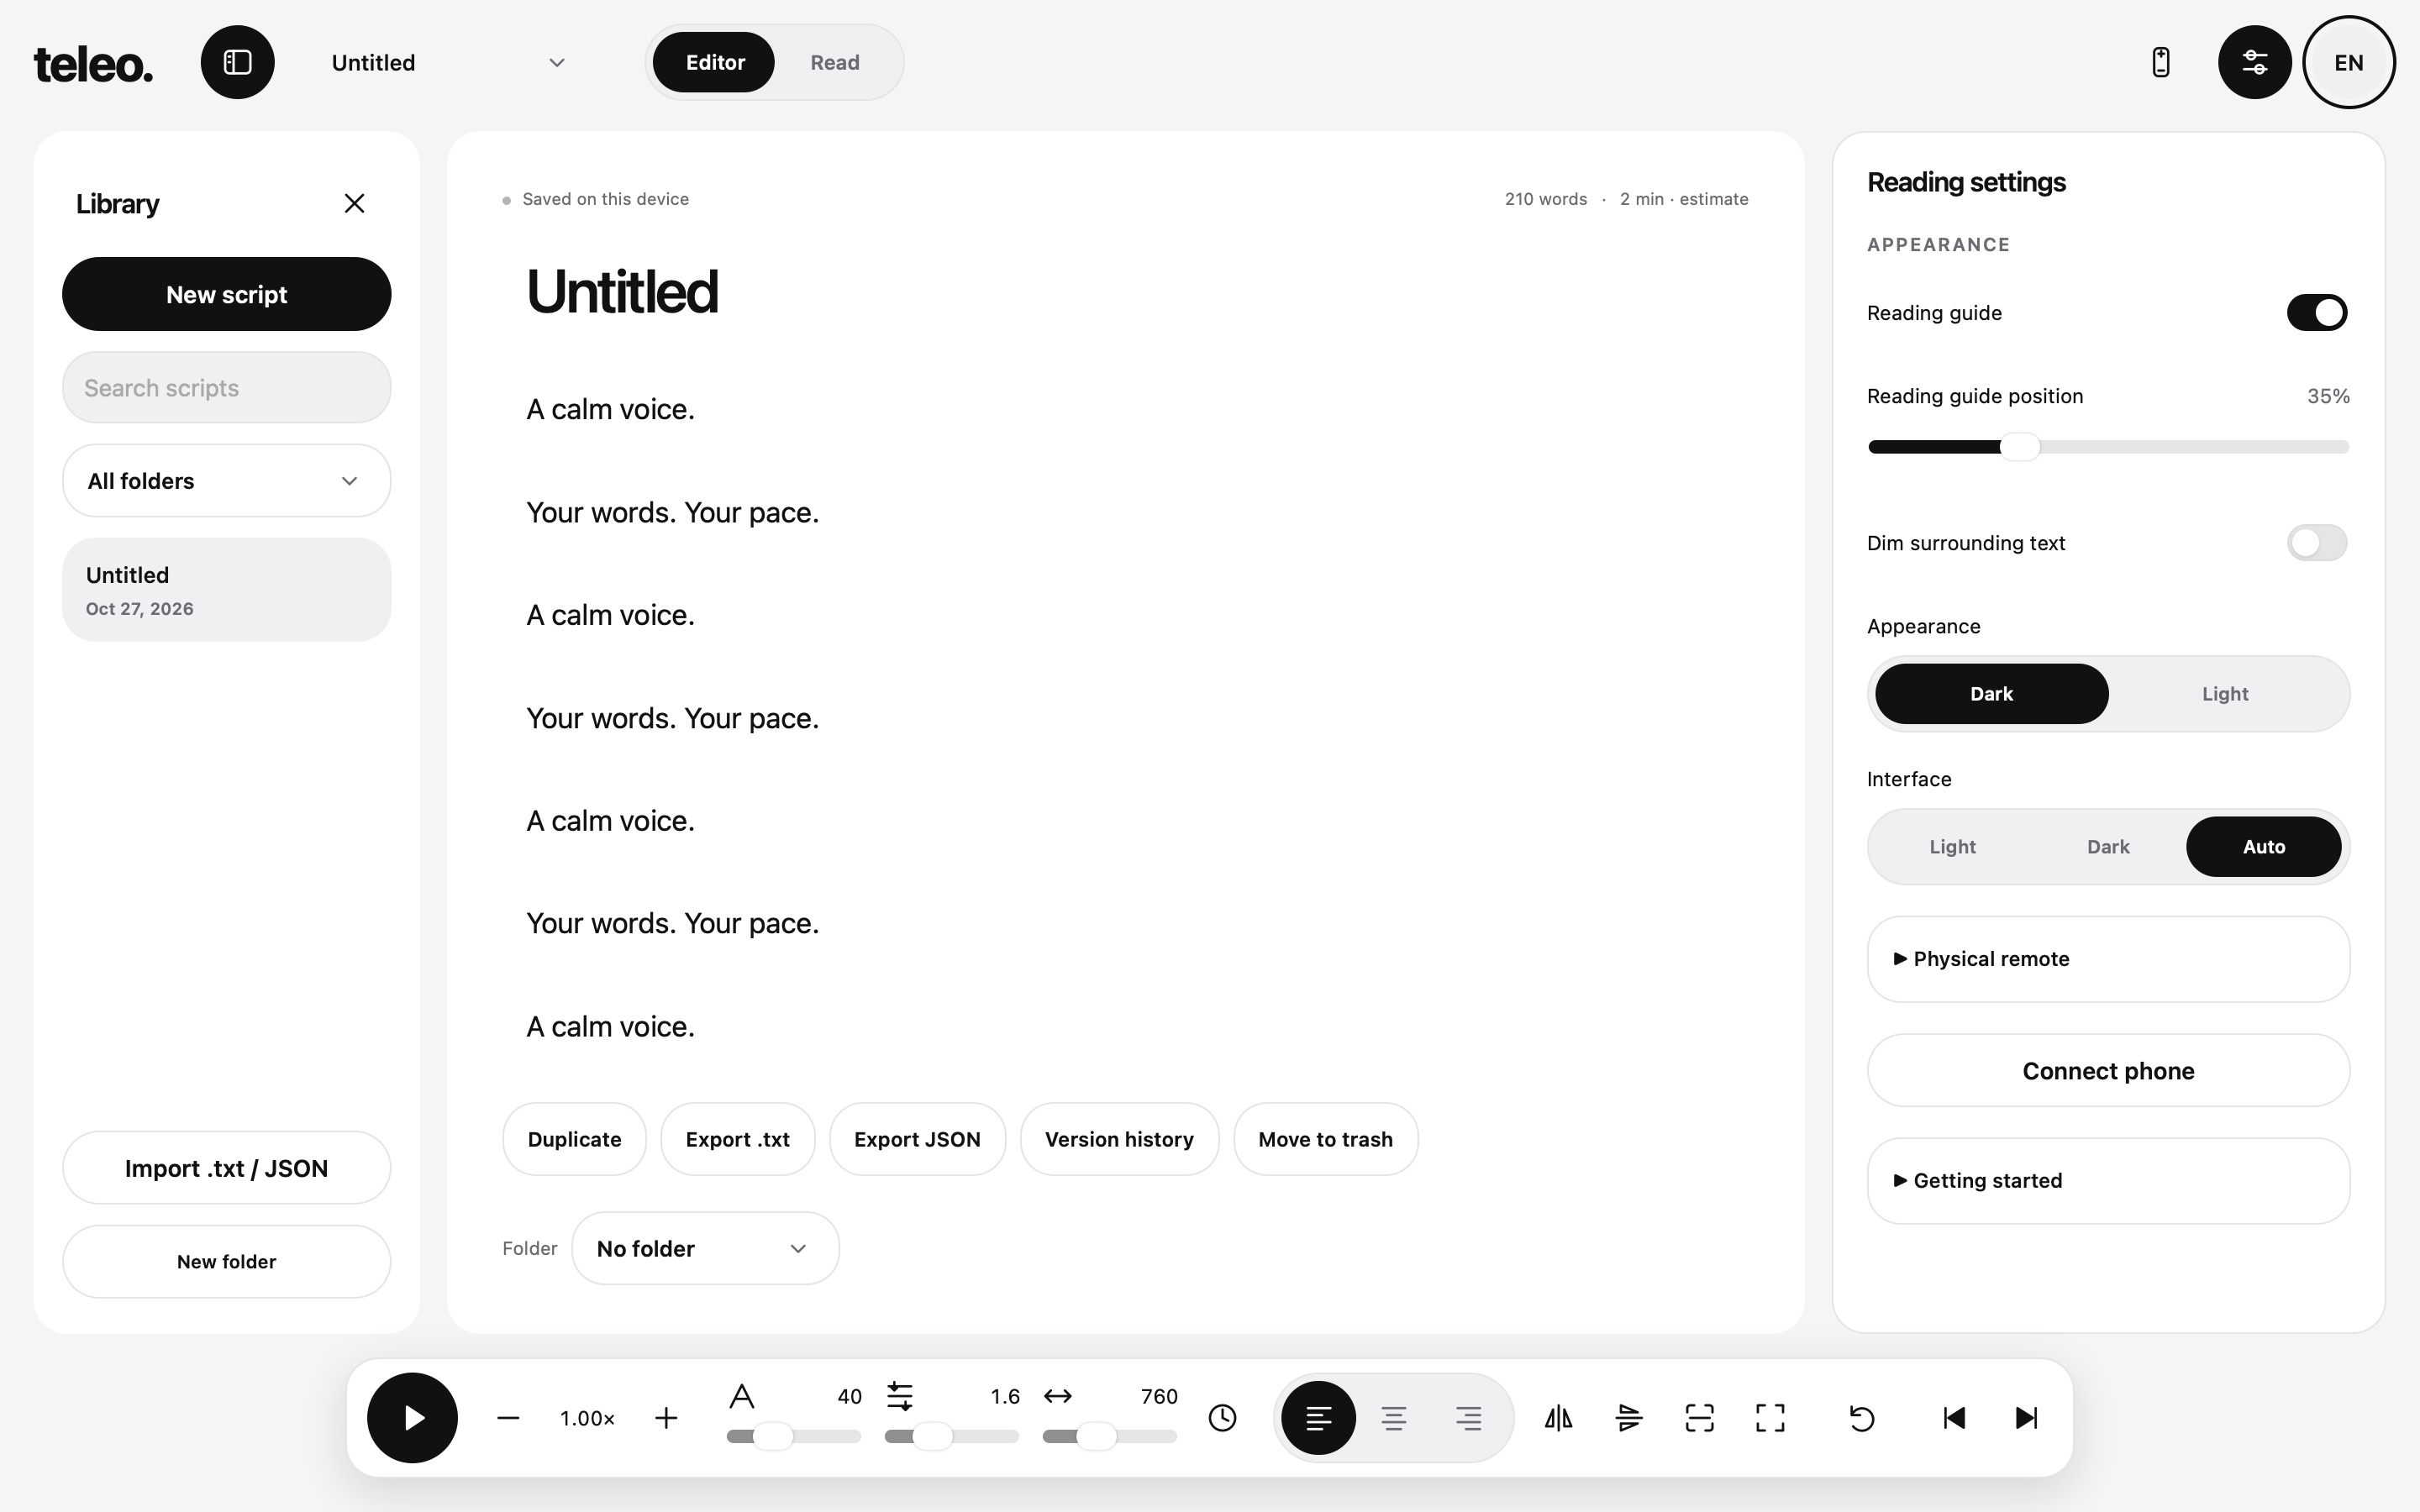 teleo.
Untitled
Editor
Read
EN
Library
New script
Search scripts
All folders
Untitled
Oct 27, 2026
Import .txt / JSON
New folder
Saved on this device
210 words · 2 min · estimate
Untitled
A calm voice.
Your words. Your pace.
A calm voice.
Your words. Your pace.
A calm voice.
Your words. Your pace.
A calm voice.
Duplicate
Export .txt
Export JSON
Version history
Move to trash
Folder
No folder
Reading settings
APPEARANCE
Reading guide
Reading guide position
35%
Dim surrounding text
Appearance
Dark
Light
Interface
Light
Dark
Auto
Physical remote
Connect phone
Getting started
1.00×
40
1.6
760